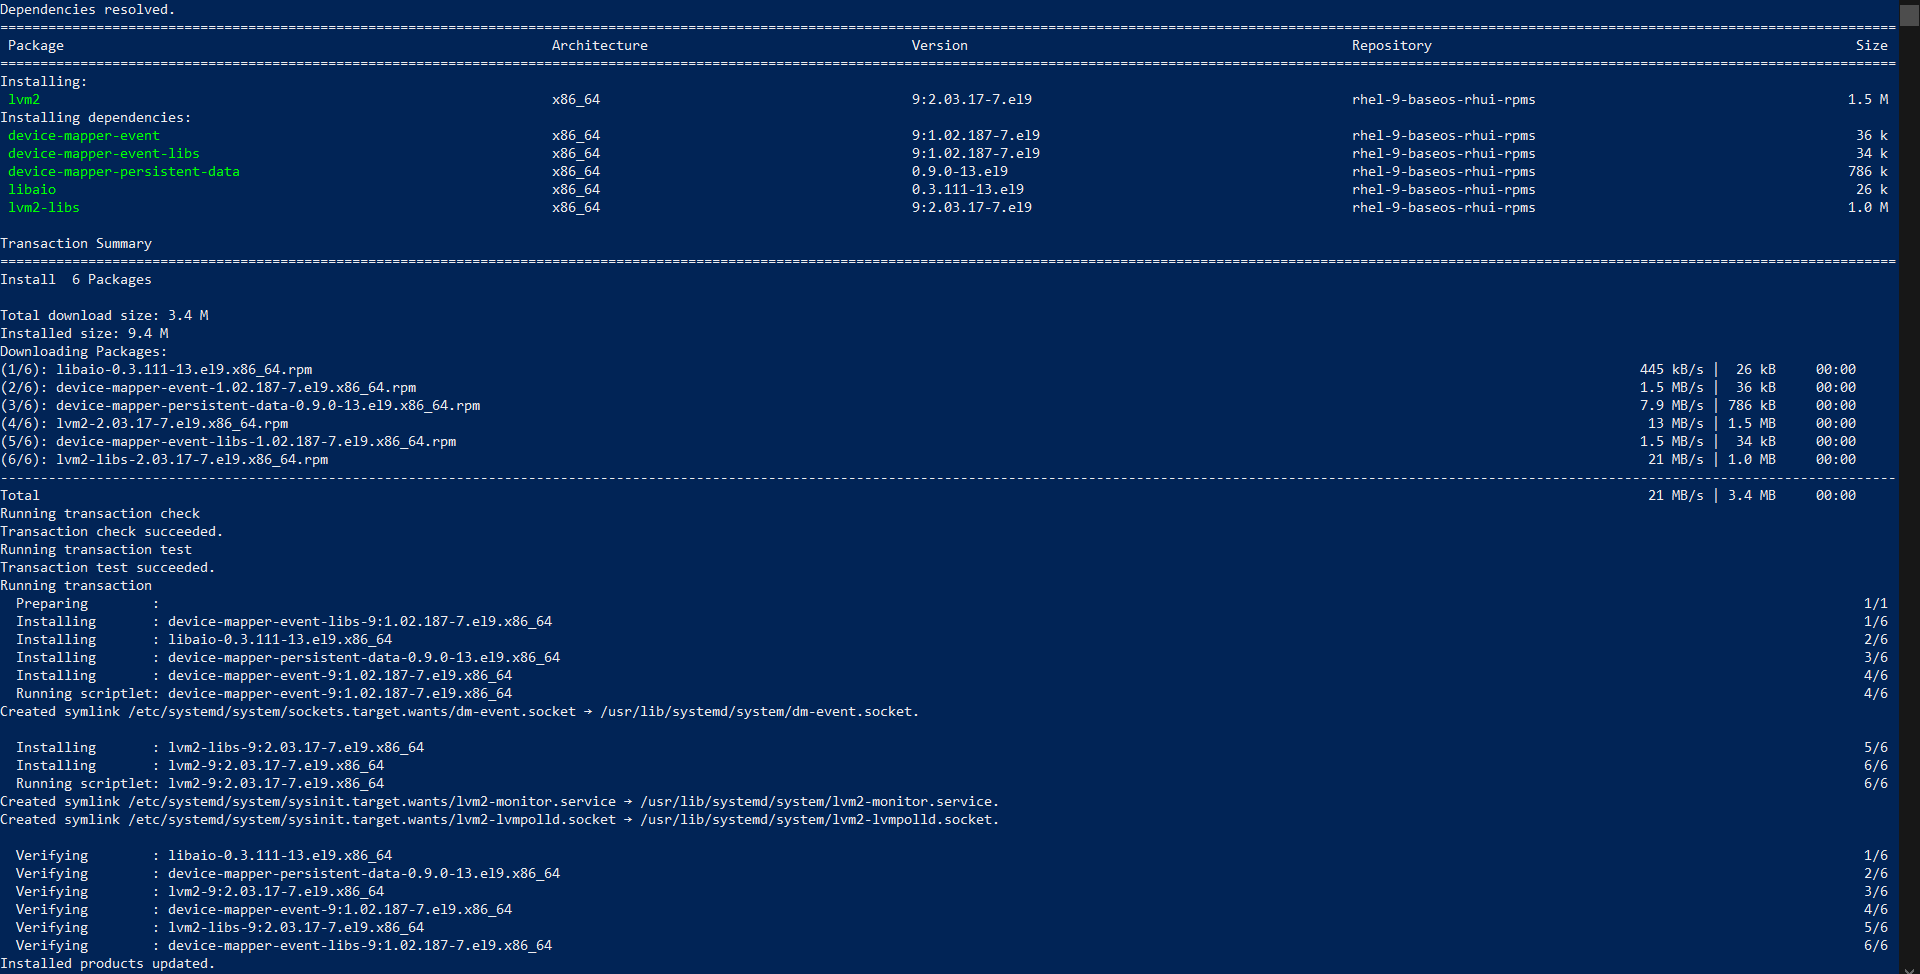 Dependencies resolved.
================================================================================
Package Architecture Version Repository Size
================================================================================
Installing:
lvm2 x86_64 9:2.03.17-7.el9 rhel-9-baseos-rhui-rpms 1.5 M
Installing dependencies:
device-mapper-event x86_64 9:1.02.187-7.el9 rhel-9-baseos-rhui-rpms 36 k
device-mapper-event-libs x86_64 9:1.02.187-7.el9 rhel-9-baseos-rhui-rpms 34 k
device-mapper-persistent-data x86_64 0.9.0-13.el9 rhel-9-baseos-rhui-rpms 786 k
libaio x86_64 0.3.111-13.el9 rhel-9-baseos-rhui-rpms 26 k
lvm2-libs x86_64 9:2.03.17-7.el9 rhel-9-baseos-rhui-rpms 1.0 M
Transaction Summary
================================================================================
Install  6 Packages
Total download size: 3.4 M
Installed size: 9.4 M
Downloading Packages:
(1/6): libaio-0.3.111-13.el9.x86_64.rpm 445 kB/s | 26 kB 00:00
(2/6): device-mapper-event-1.02.187-7.el9.x86_64.rpm 1.5 MB/s | 36 kB 00:00
(3/6): device-mapper-persistent-data-0.9.0-13.el9.x86_64.rpm 7.9 MB/s | 786 kB 00:00
(4/6): lvm2-2.03.17-7.el9.x86_64.rpm 13 MB/s | 1.5 MB 00:00
(5/6): device-mapper-event-libs-1.02.187-7.el9.x86_64.rpm 1.5 MB/s | 34 kB 00:00
(6/6): lvm2-libs-2.03.17-7.el9.x86_64.rpm 21 MB/s | 1.0 MB 00:00
--------------------------------------------------------------------------------
Total 21 MB/s | 3.4 MB 00:00
Running transaction check
Transaction check succeeded.
Running transaction test
Transaction test succeeded.
Running transaction
Preparing : 1/1
Installing : device-mapper-event-libs-9:1.02.187-7.el9.x86_64 1/6
Installing : libaio-0.3.111-13.el9.x86_64 2/6
Installing : device-mapper-persistent-data-0.9.0-13.el9.x86_64 3/6
Installing : device-mapper-event-9:1.02.187-7.el9.x86_64 4/6
Running scriptlet: device-mapper-event-9:1.02.187-7.el9.x86_64 4/6
Created symlink /etc/systemd/system/sockets.target.wants/dm-event.socket → /usr/lib/systemd/system/dm-event.socket.
Installing : lvm2-libs-9:2.03.17-7.el9.x86_64 5/6
Installing : lvm2-9:2.03.17-7.el9.x86_64 6/6
Running scriptlet: lvm2-9:2.03.17-7.el9.x86_64 6/6
Created symlink /etc/systemd/system/sysinit.target.wants/lvm2-monitor.service → /usr/lib/systemd/system/lvm2-monitor.service.
Created symlink /etc/systemd/system/sysinit.target.wants/lvm2-lvmpolld.socket → /usr/lib/systemd/system/lvm2-lvmpolld.socket.
Verifying : libaio-0.3.111-13.el9.x86_64 1/6
Verifying : device-mapper-persistent-data-0.9.0-13.el9.x86_64 2/6
Verifying : lvm2-9:2.03.17-7.el9.x86_64 3/6
Verifying : device-mapper-event-9:1.02.187-7.el9.x86_64 4/6
Verifying : lvm2-libs-9:2.03.17-7.el9.x86_64 5/6
Verifying : device-mapper-event-libs-9:1.02.187-7.el9.x86_64 6/6
Installed products updated.